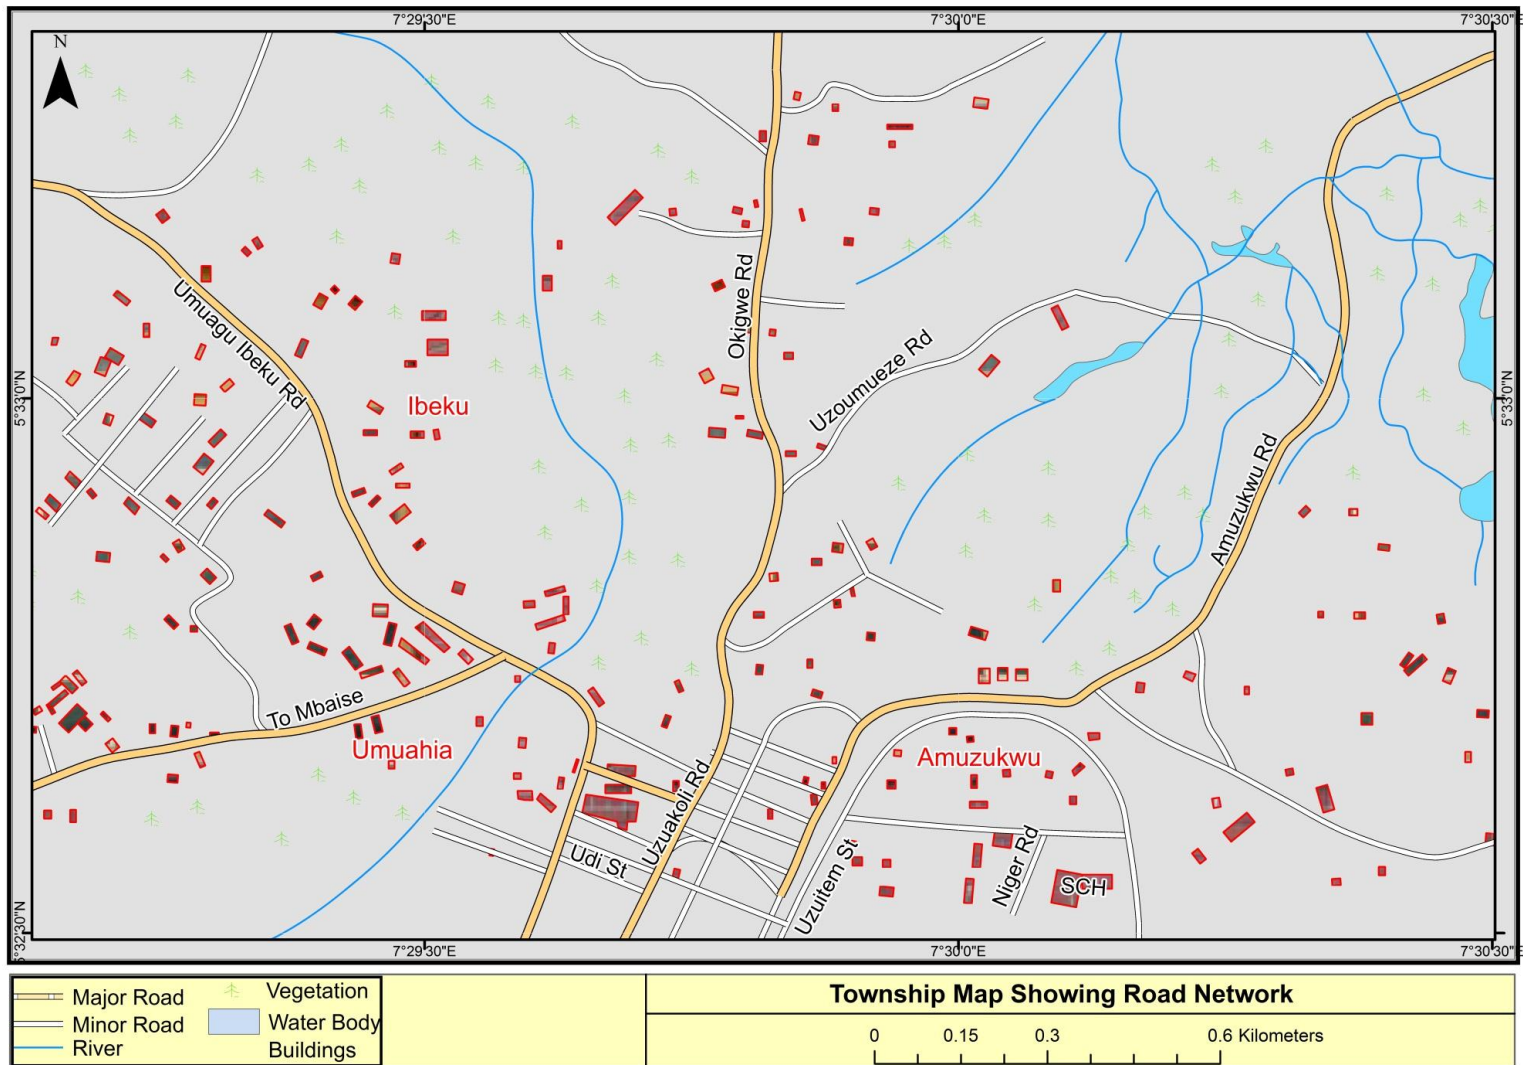 7°29'30"E
7°30'0"E
7°30'30"E
N
Okigwe Rd
Umuagu Ibeku Rd
Uzoumueze Rd
5°33'0"N
5°33'0"N
Ibeku
Amuzukwu Rd
To Mbaise
Umuahia
Amuzukwu
Uzuakoli Rd
Udi St
Uzuitem St
Niger Rd
SCH
5°32'30"N
7°29'30"E
7°30'0"E
7°30'30"E
Major Road
Vegetation
Minor Road
Water Body
River
Buildings
Township Map Showing Road Network
0 0.15 0.3 0.6 Kilometers